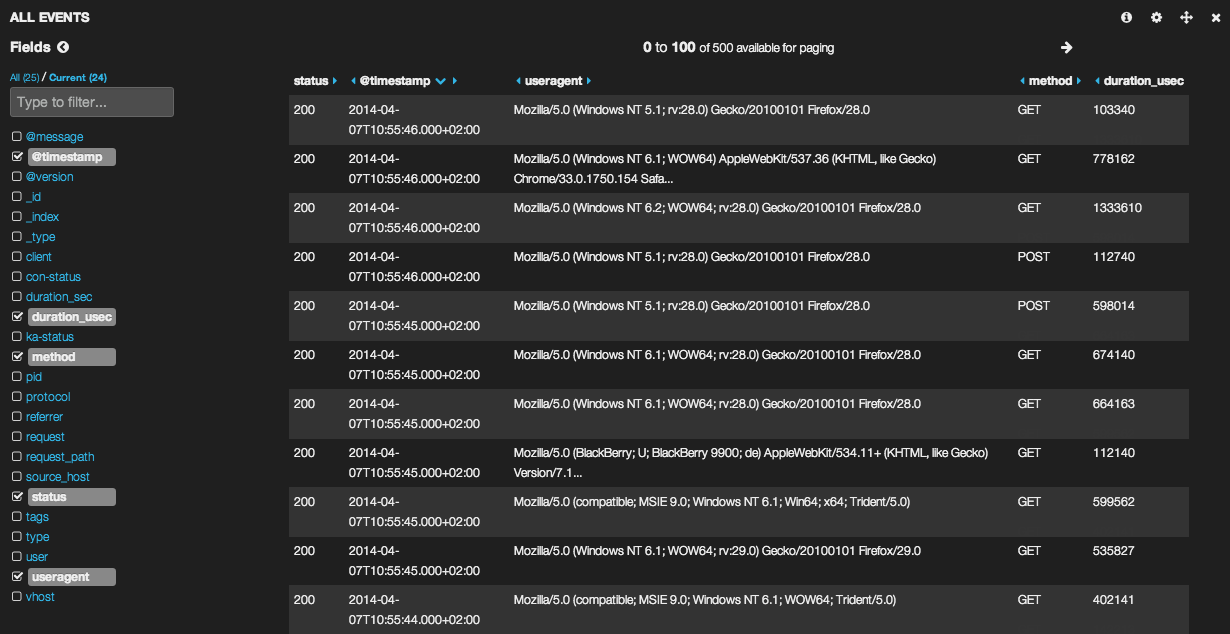 ALL EVENTS
Fields
All (25) / Current (24)
Type to filter...
@message
@timestamp
@version
_id
_index
_type
client
con-status
duration_sec
duration_usec
ka-status
method
pid
protocol
referrer
request
request_path
source_host
status
tags
type
user
useragent
vhost
0 to 100 of 500 available for paging
status @timestamp useragent method duration_usec
200 2014-04- Mozilla/5.0 (Windows NT 5.1; rv:28.0) Gecko/20100101 Firefox/28.0 GET 103340
07T10:55:46.000+02:00
200 2014-04- Mozilla/5.0 (Windows NT 6.1; WOW64) AppleWebKit/537.36 (KHTML, like Gecko) GET 778162
07T10:55:46.000+02:00 Chrome/33.0.1750.154 Safa...
200 2014-04- Mozilla/5.0 (Windows NT 6.2; WOW64; rv:28.0) Gecko/20100101 Firefox/28.0 GET 1333610
07T10:55:46.000+02:00
200 2014-04- Mozilla/5.0 (Windows NT 5.1; rv:28.0) Gecko/20100101 Firefox/28.0 POST 112740
07T10:55:46.000+02:00
200 2014-04- Mozilla/5.0 (Windows NT 5.1; rv:28.0) Gecko/20100101 Firefox/28.0 POST 598014
07T10:55:45.000+02:00
200 2014-04- Mozilla/5.0 (Windows NT 6.1; WOW64; rv:28.0) Gecko/20100101 Firefox/28.0 GET 674140
07T10:55:45.000+02:00
200 2014-04- Mozilla/5.0 (Windows NT 6.1; WOW64; rv:28.0) Gecko/20100101 Firefox/28.0 GET 664163
07T10:55:45.000+02:00
200 2014-04- Mozilla/5.0 (BlackBerry; U; BlackBerry 9900; de) AppleWebKit/534.11+ (KHTML, like Gecko) GET 112140
07T10:55:45.000+02:00 Version/7.1...
200 2014-04- Mozilla/5.0 (compatible; MSIE 9.0; Windows NT 6.1; Win64; x64; Trident/5.0) GET 599562
07T10:55:45.000+02:00
200 2014-04- Mozilla/5.0 (Windows NT 6.1; WOW64; rv:29.0) Gecko/20100101 Firefox/29.0 GET 535827
07T10:55:45.000+02:00
200 2014-04- Mozilla/5.0 (compatible; MSIE 9.0; Windows NT 6.1; WOW64; Trident/5.0) GET 402141
07T10:55:44.000+02:00